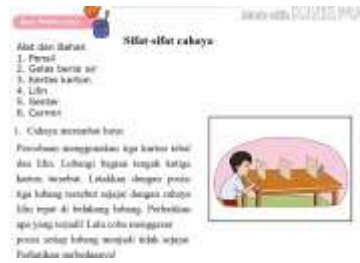 Sifat-sifat cahaya
Alat dan Bahan
1. Pensil
2. Gelas berisi air
3. Kertas karton
4. Lilin
5. Senter
6. Cermin
1. Cahaya merambat lurus
Percobaan menggunakan tiga karton tebal
dan lilin. Lubangi bagian tengah ketiga
karton tersebut. Letakkan dengan posisi
tiga lubang tersebut sejajar dengan cahaya
lilin tepat di belakang lubang. Perhatikan
apa yang terjadi! Lalu coba menggeser
posisi setiap lubang menjadi tidak sejajar.
Perhatikan perbedaannya!